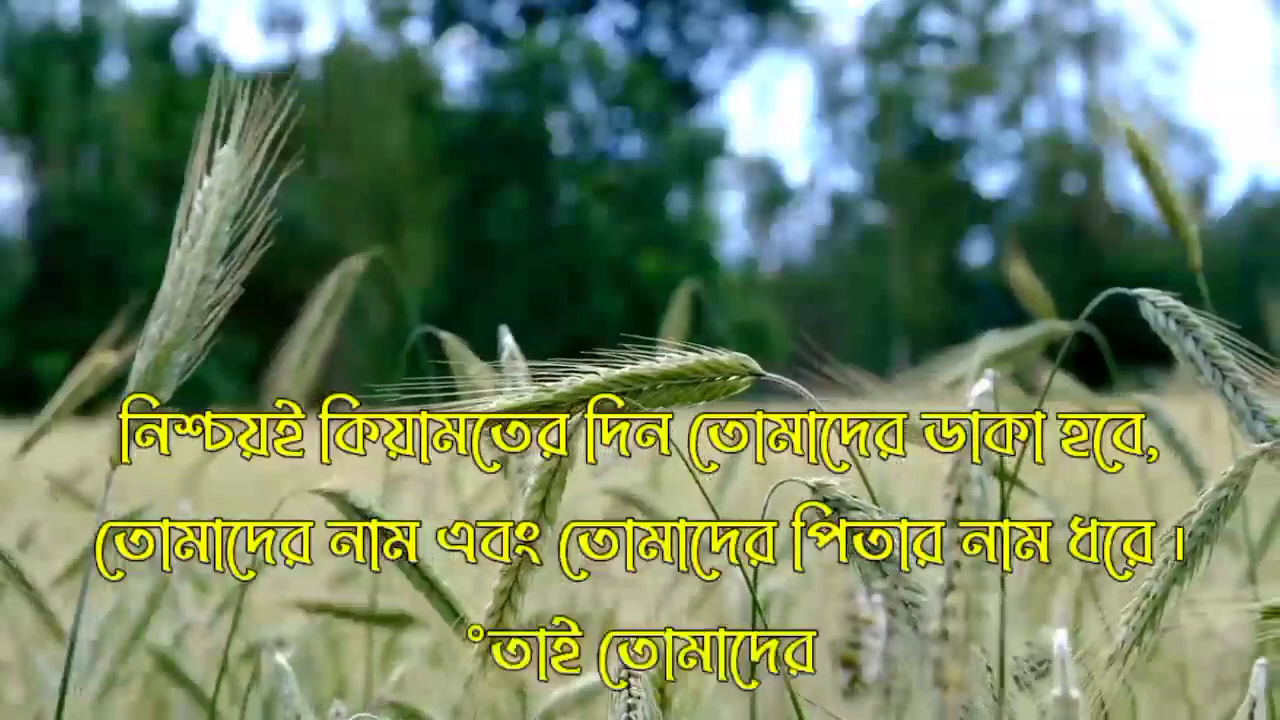 নিশ্চয়ই কিয়ামতের দিন তোমাদের ডাকা হবে,
তোমাদের নাম এবং তোমাদের পিতার নাম ধরে।
°তাই তোমাদের